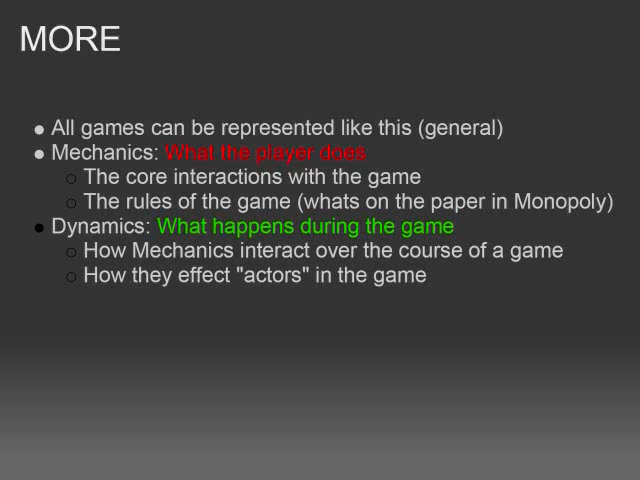 MORE
● All games can be represented like this (general)
● Mechanics: What the player does
○ The core interactions with the game
○ The rules of the game (whats on the paper in Monopoly)
● Dynamics: What happens during the game
○ How Mechanics interact over the course of a game
○ How they effect "actors" in the game